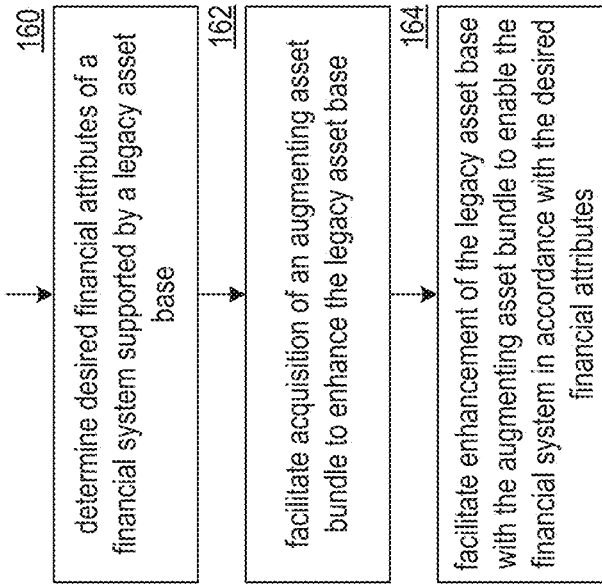 160
determine desired financial attributes of a
financial system supported by a legacy asset
base
162
facilitate acquisition of an augmenting asset
bundle to enhance the legacy asset base
164
facilitate enhancement of the legacy asset base
with the augmenting asset bundle to enable the
financial system in accordance with the desired
financial attributes